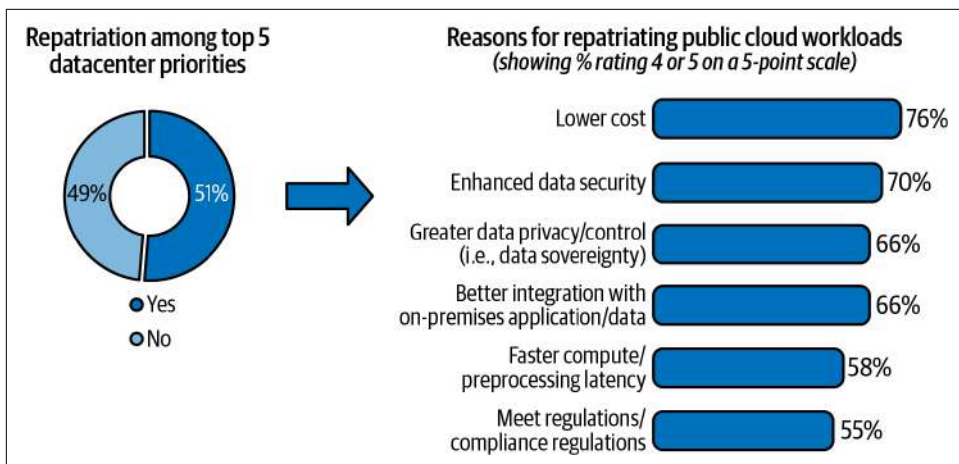 Repatriation among top 5
datacenter priorities
49%
51%
Yes
No
Reasons for repatriating public cloud workloads
(showing % rating 4 or 5 on a 5-point scale)
Lower cost
76%
Enhanced data security
70%
Greater data privacy/control
(i.e., data sovereignty)
66%
Better integration with
on-premises application/data
66%
Faster compute/
preprocessing latency
58%
Meet regulations/
compliance regulations
55%